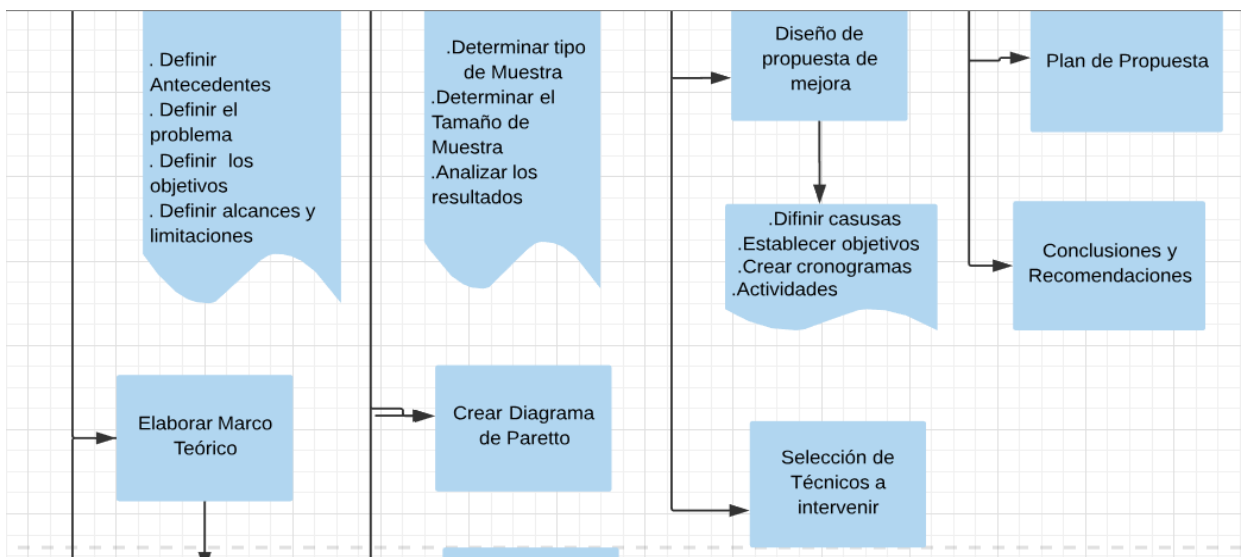 . Definir
Antecedentes
. Definir el
problema
. Definir los
objetivos
. Definir alcances y
limitaciones
Elaborar Marco
Teórico
.Determinar tipo
de Muestra
.Determinar el
Tamaño de
Muestra
.Analizar los
resultados
Crear Diagrama
de Paretto
Diseño de
propuesta de
mejora
.Difinir casusas
.Establecer objetivos
.Crear cronogramas
.Actividades
Selección de
Técnicos a
intervenir
Plan de Propuesta
Conclusiones y
Recomendaciones